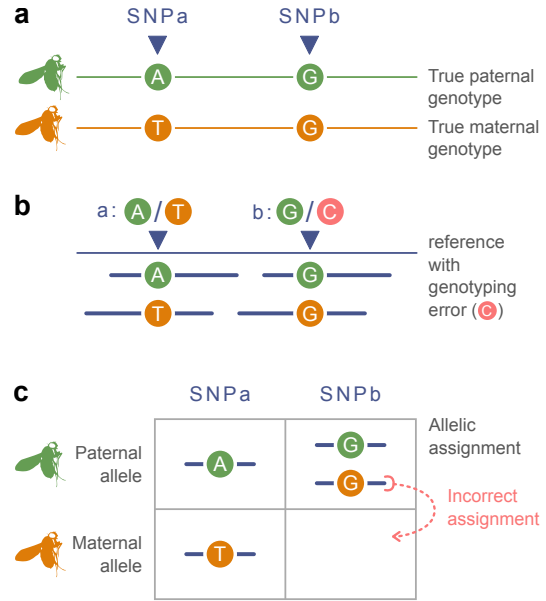 a
SNPa SNPb
A G
True paternal
genotype
T G
True maternal
genotype
b
a: A/T b: G/C
reference
with
genotyping
error (C)
A G
T G
c
SNPa SNPb
Paternal
allele
A
G
G
Allelic
assignment
Incorrect
assignment
Maternal
allele
T